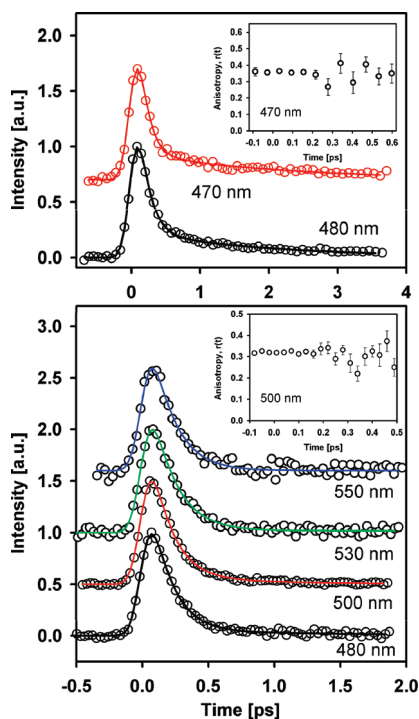 2.0
1.5
1.0
0.5
0.0
Intensity [a.u.]
470 nm
480 nm
0 1 2 3 4
0.6
0.5
0.4
0.3
0.2
0.1
0.0
Anisotropy, r(t)
470 nm
-0.1 0.0 0.1 0.2 0.3 0.4 0.5 0.6
Time [ps]
3.0
2.5
2.0
1.5
1.0
0.5
0.0
Intensity [a.u.]
0.5
0.4
0.3
0.2
0.1
0.0
Anisotropy, r(t)
500 nm
0.0 0.1 0.2 0.3 0.4 0.5
Time [ps]
550 nm
530 nm
500 nm
480 nm
-0.5 0.0 0.5 1.0 1.5 2.0
Time [ps]